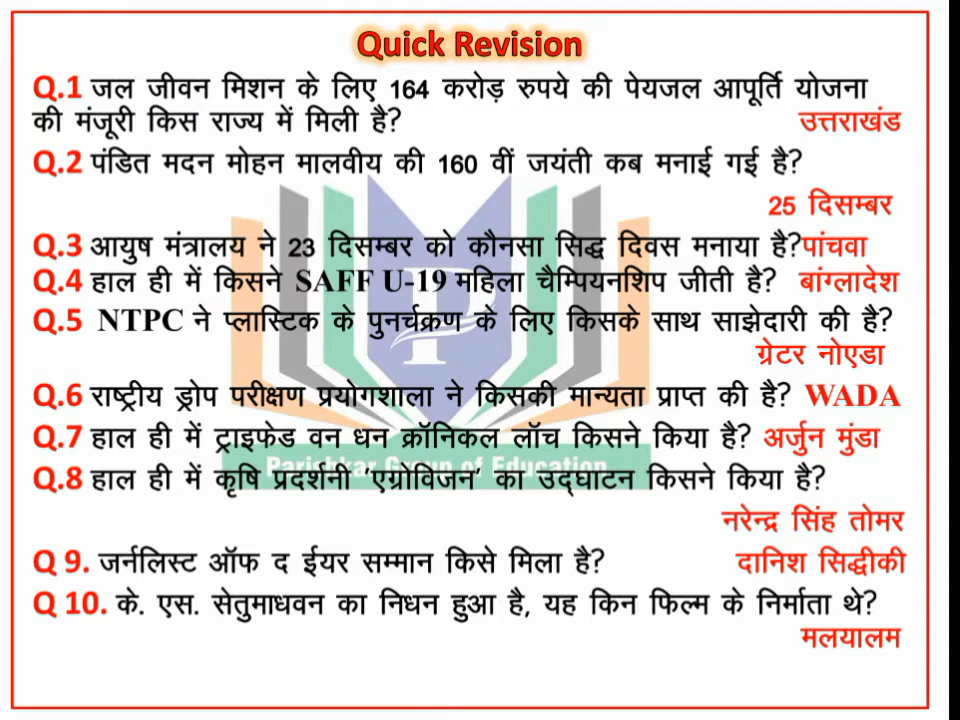 Quick Revision
Q.1 जल जीवन मिशन के लिए 164 करोड़ रुपये की पेयजल आपूर्ति योजना
की मंजूरी किस राज्य में मिली है? उत्तराखंड
Q.2 पंडित मदन मोहन मालवीय की 160 वीं जयंती कब मनाई गई है?
25 दिसम्बर
Q.3 आयुष मंत्रालय ने 23 दिसम्बर को कौनसा सिद्ध दिवस मनाया है? पांचवा
Q.4 हाल ही में किसने SAFF U-19 महिला चैम्पियनशिप जीती है? बांग्लादेश
Q.5 NTPC ने प्लास्टिक के पुनर्चक्रण के लिए किसके साथ साझेदारी की है?
ग्रेटर नोएडा
Q.6 राष्ट्रीय ड्रोप परीक्षण प्रयोगशाला ने किसकी मान्यता प्राप्त की है? WADA
Q.7 हाल ही में ट्राइफेड वन धन क्रॉनिकल लॉच किसने किया है? अर्जुन मुंडा
Parishkar Group of Education
Q.8 हाल ही में कृषि प्रदर्शनी 'एग्रोविजन' का उद्घाटन किसने किया है?
नरेन्द्र सिंह तोमर
Q 9. जर्नलिस्ट ऑफ द ईयर सम्मान किसे मिला है? दानिश सिद्धीकी
Q 10. के. एस. सेतुमाधवन का निधन हुआ है, यह किन फिल्म के निर्माता थे?
मलयालम